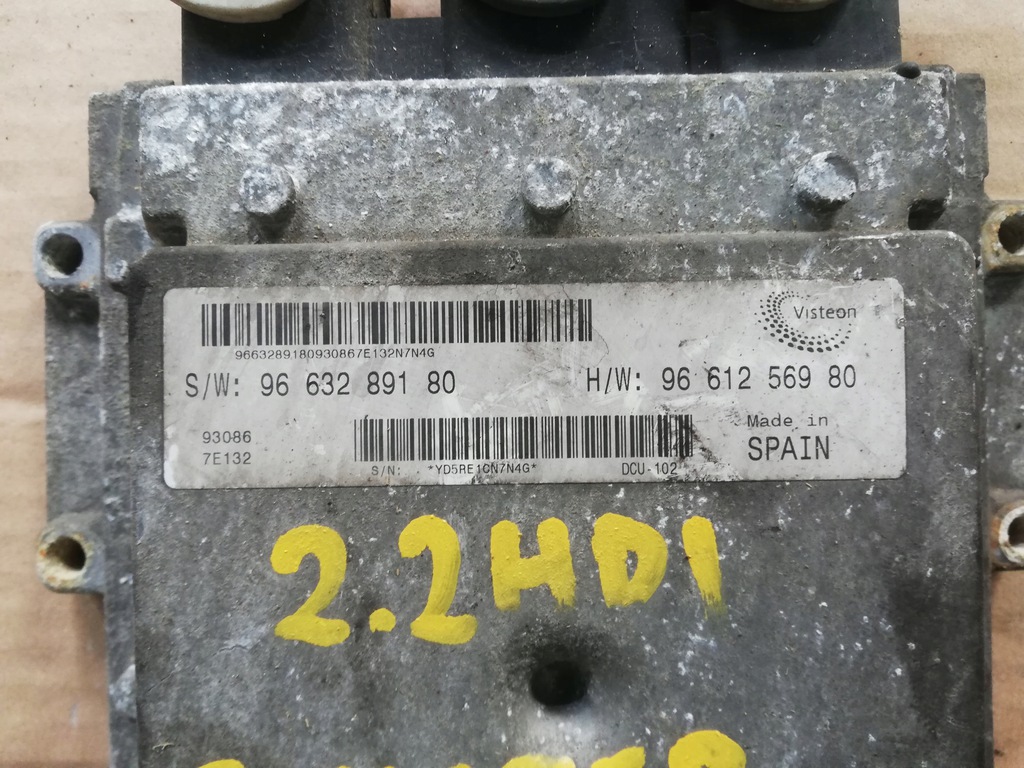 Visteon
9663289180930867E132N7N4G
S/W: 96 632 891 80 H/W: 96 612 569 80
93086
7E132
Made in
SPAIN
S/N: *YD5RE1CN7N4G* DCU-102
2.2HDI